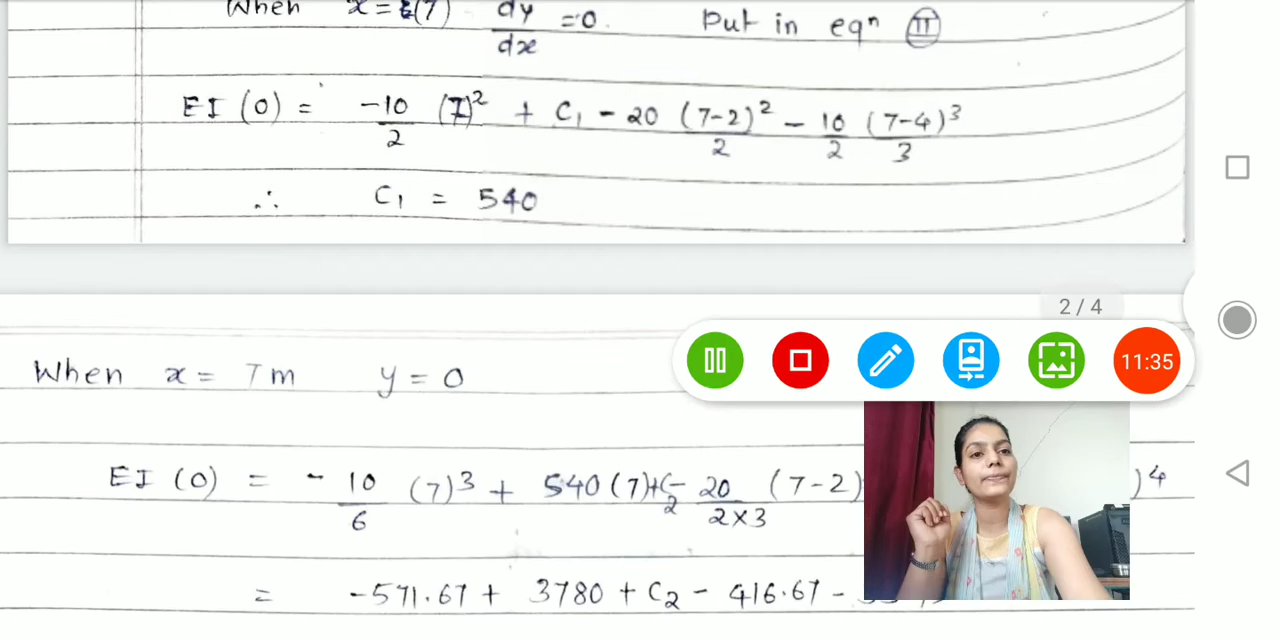 When x = (7) dy/dx = 0. Put in eqⁿ Ⅱ
EI (0) = -10/2 (7)² + C₁ - 20 (7-2)²/2 - 10/2 (7-4)³/3
∴ C₁ = 540
2 / 4
When x = 7m y = 0
11:35
EI (0) = - 10/6 (7)³ + 540 (7) + C₂ - 20/2×3 (7-2) )⁴
= -571.67 + 3780 + C₂ - 416.67 -